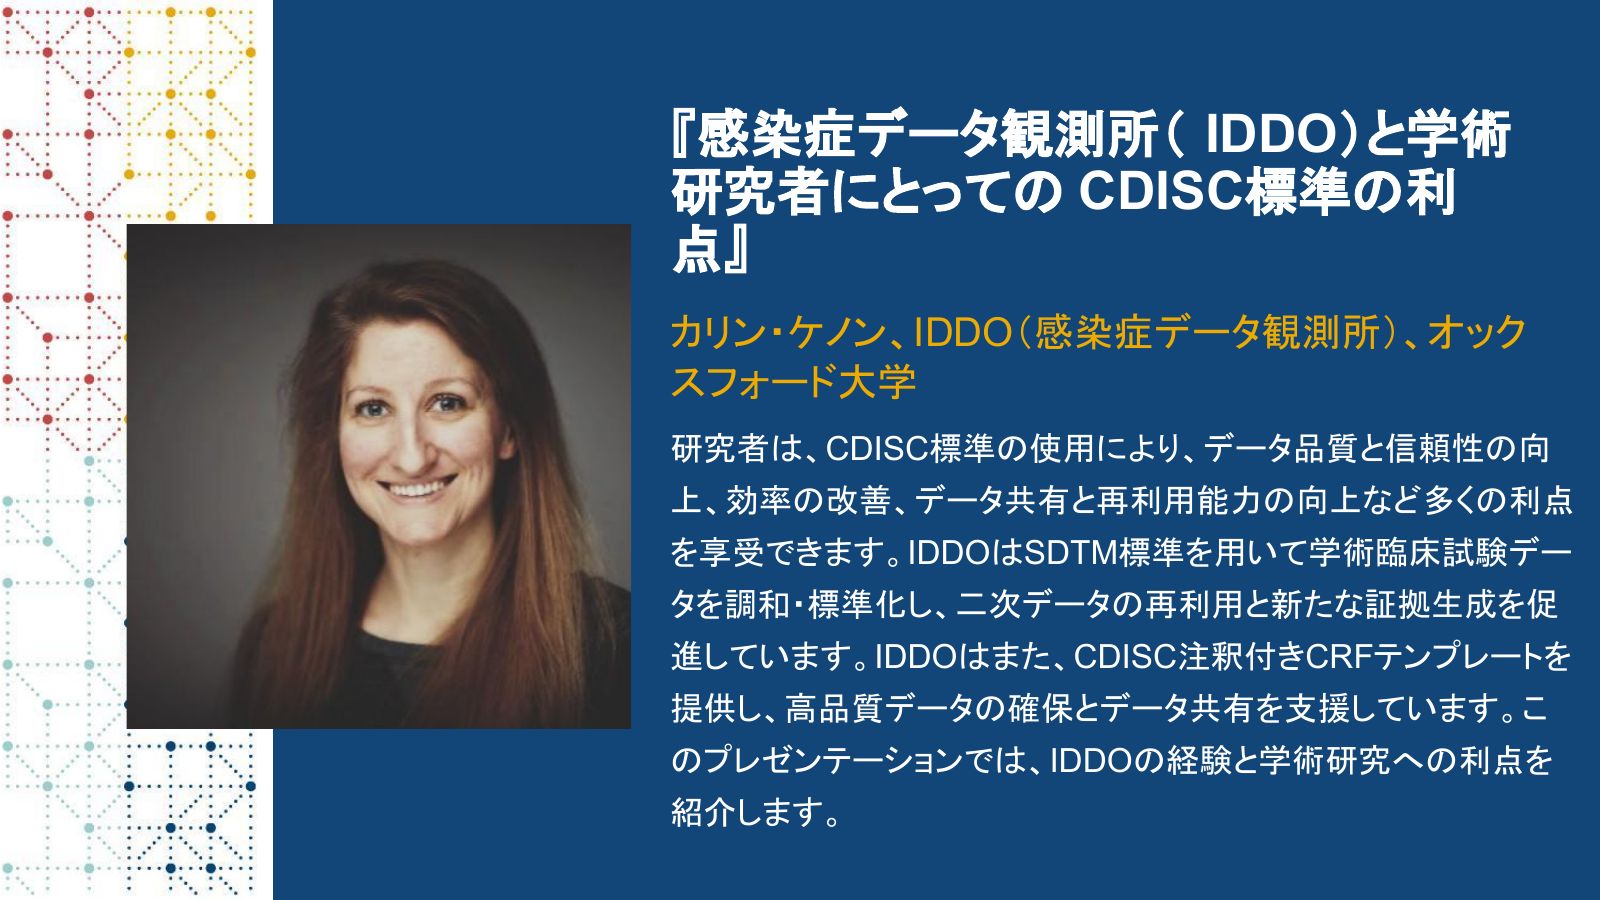 『感染症データ観測所（ IDDO）と学術
研究者にとっての CDISC標準の利
点』
カリン・ケノン、IDDO（感染症データ観測所）、オック
スフォード大学
研究者は、CDISC標準の使用により、データ品質と信頼性の向
上、効率の改善、データ共有と再利用能力の向上など多くの利点
を享受できます。IDDOはSDTM標準を用いて学術臨床試験デー
タを調和・標準化し、二次データの再利用と新たな証拠生成を促
進しています。IDDOはまた、CDISC注釈付きCRFテンプレートを
提供し、高品質データの確保とデータ共有を支援しています。こ
のプレゼンテーションでは、IDDOの経験と学術研究への利点を
紹介します。